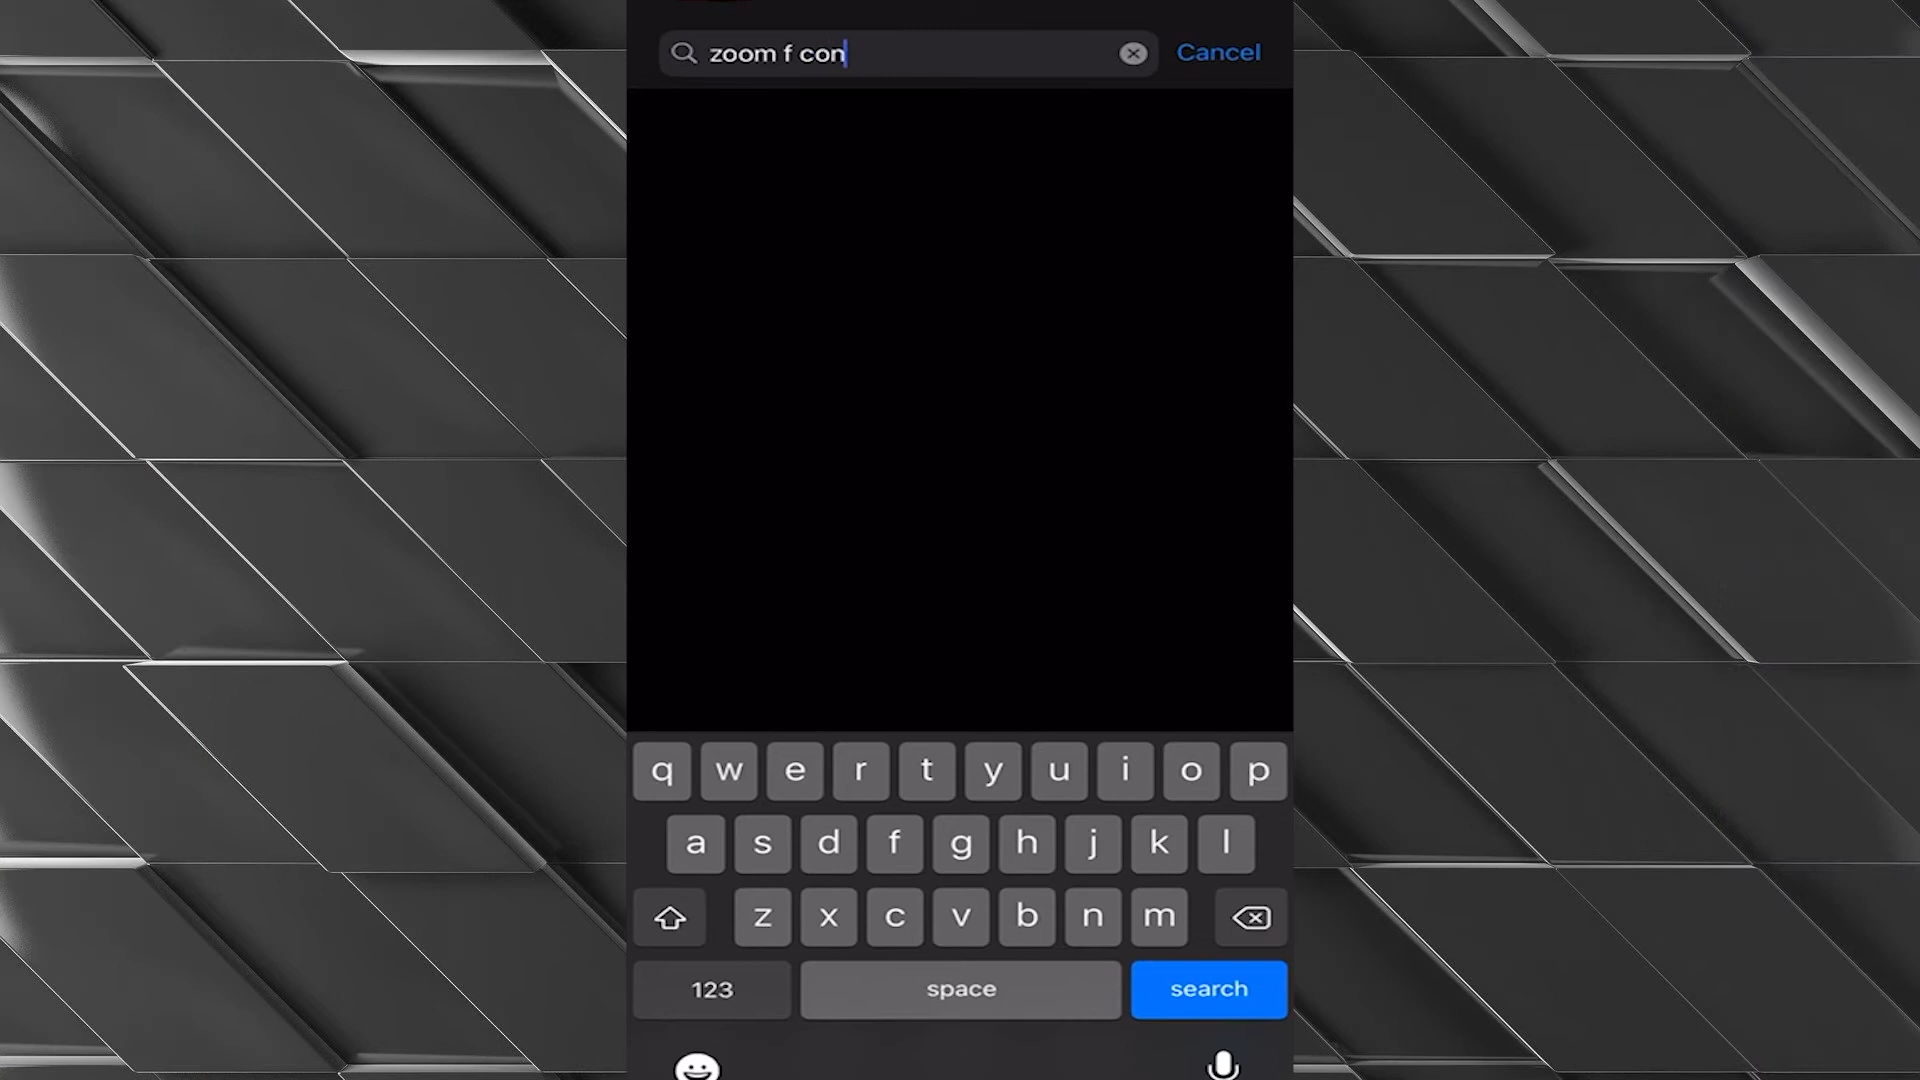 zoom f con
Cancel
q w e r t y u i o p
a s d f g h j k l
z x c v b n m
123 space search